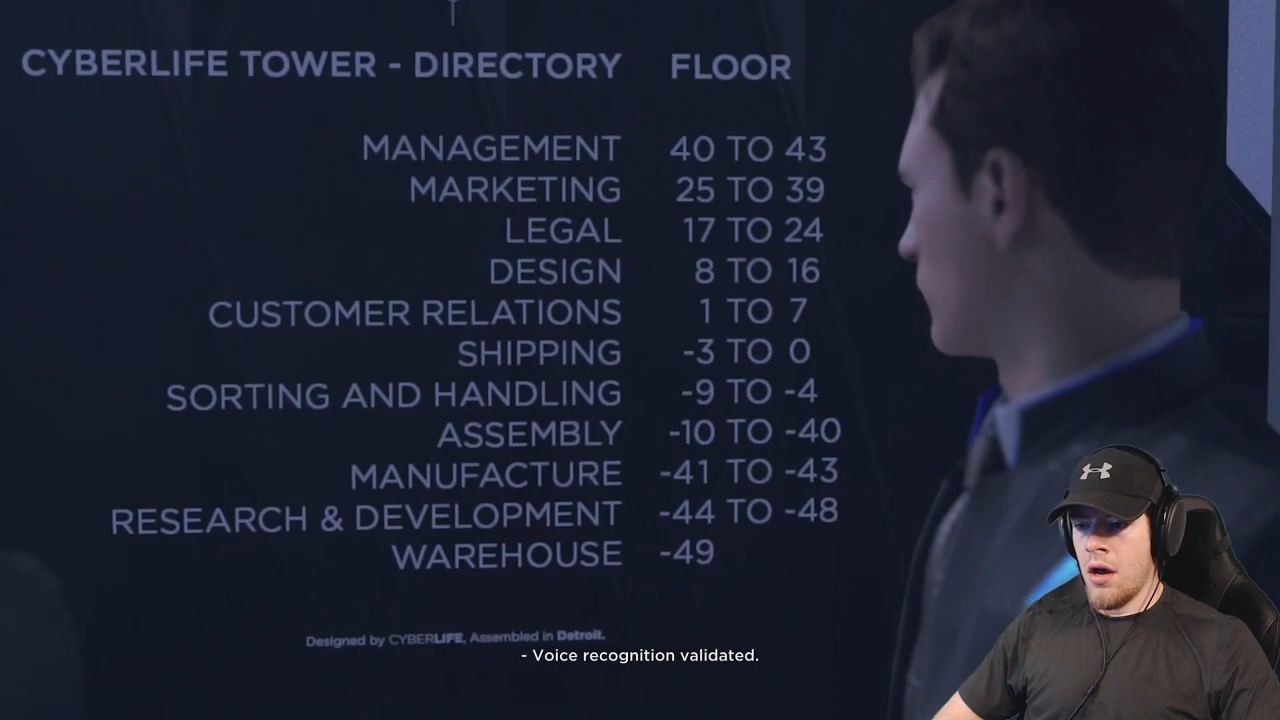 CYBERLIFE TOWER - DIRECTORY FLOOR
MANAGEMENT 40 TO 43
MARKETING 25 TO 39
LEGAL 17 TO 24
DESIGN 8 TO 16
CUSTOMER RELATIONS 1 TO 7
SHIPPING -3 TO 0
SORTING AND HANDLING -9 TO -4
ASSEMBLY -10 TO -40
MANUFACTURE -41 TO -43
RESEARCH & DEVELOPMENT -44 TO -48
WAREHOUSE -49
Designed by CYBERLIFE, Assembled in Detroit.
- Voice recognition validated.